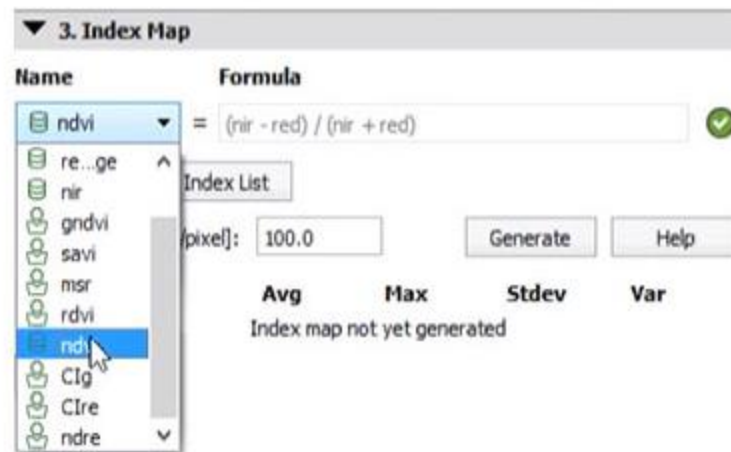 3. Index Map
Name Formula
ndvi = (nir - red) / (nir + red)
re...ge
nir Index List
gndvi
savi /pixel]: 100.0 Generate Help
msr
rdvi Avg Max Stdev Var
ndvi Index map not yet generated
CIg
CIre
ndre